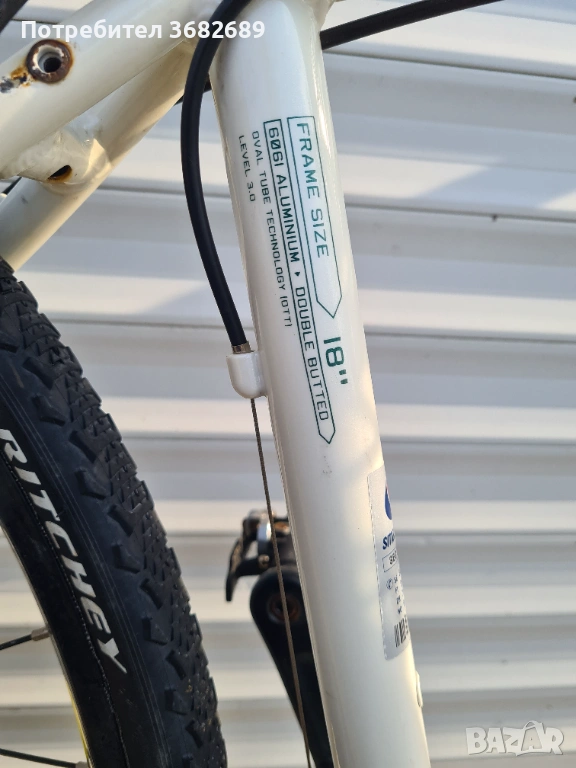 Потребител 3682689
FRAME SIZE 18"
6061 ALUMINIUM ▸ DOUBLE BUTTED
OVAL TUBE TECHNOLOGY (OTT)
LEVEL 3.0
RITCHEY
BAZAR